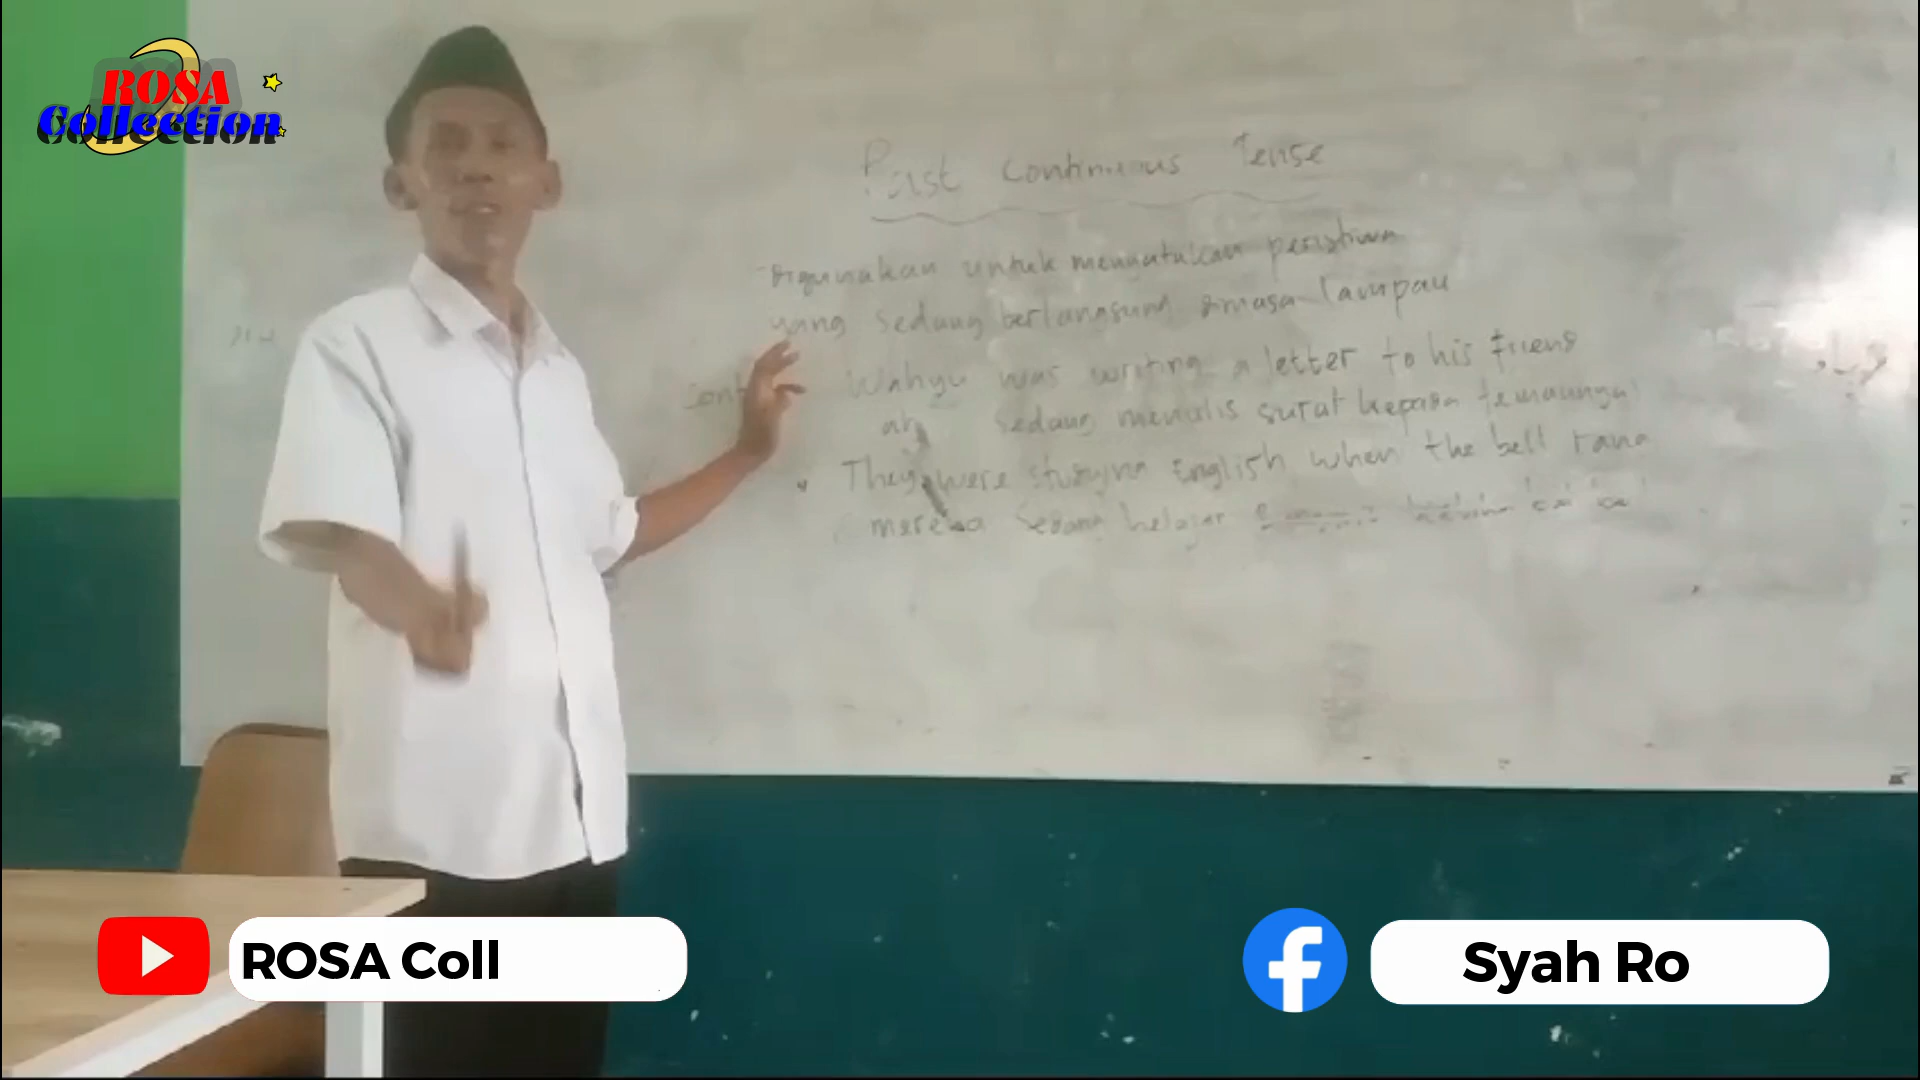 ROSA
Collection
Past Continuous Tense
Digunakan untuk menyatakan peristiwa
yang sedang berlangsung dimasa lampau
Cont Wahyu was writing a letter to his friend
sedang menulis surat kepada temannya
They were studying English when the bell rang
mereka sedang belajar
ROSA Coll
Syah Ro